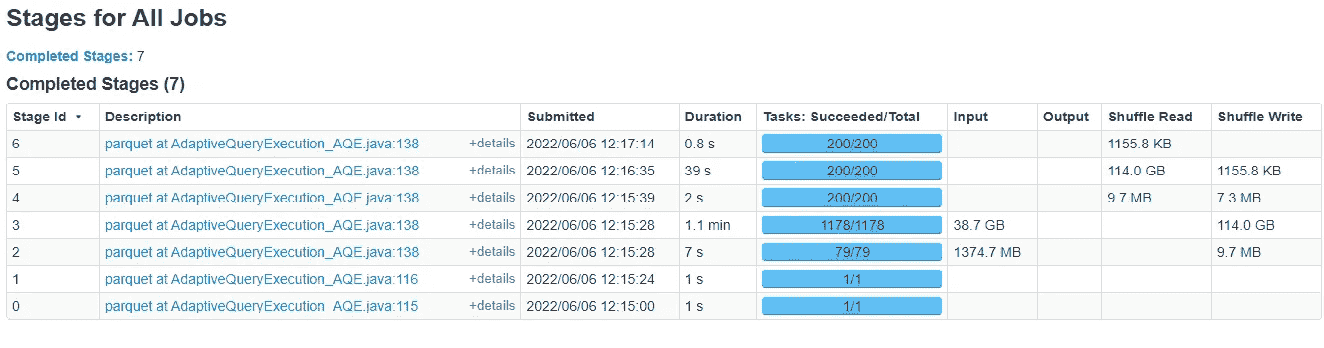 Stages for All Jobs
Completed Stages: 7
Completed Stages (7)
Stage Id Description Submitted Duration Tasks: Succeeded/Total Input Output Shuffle Read Shuffle Write
6 parquet at AdaptiveQueryExecution_AQE.java:138 +details 2022/06/06 12:17:14 0.8 s 200/200 1155.8 KB
5 parquet at AdaptiveQueryExecution_AQE.java:138 +details 2022/06/06 12:16:35 39 s 200/200 114.0 GB 1155.8 KB
4 parquet at AdaptiveQueryExecution_AQE.java:138 +details 2022/06/06 12:15:39 2 s 200/200 9.7 MB 7.3 MB
3 parquet at AdaptiveQueryExecution_AQE.java:138 +details 2022/06/06 12:15:28 1.1 min 1178/1178 38.7 GB 114.0 GB
2 parquet at AdaptiveQueryExecution_AQE.java:138 +details 2022/06/06 12:15:28 7 s 79/79 1374.7 MB 9.7 MB
1 parquet at AdaptiveQueryExecution_AQE.java:116 +details 2022/06/06 12:15:24 1 s 1/1
0 parquet at AdaptiveQueryExecution_AQE.java:115 +details 2022/06/06 12:15:00 1 s 1/1